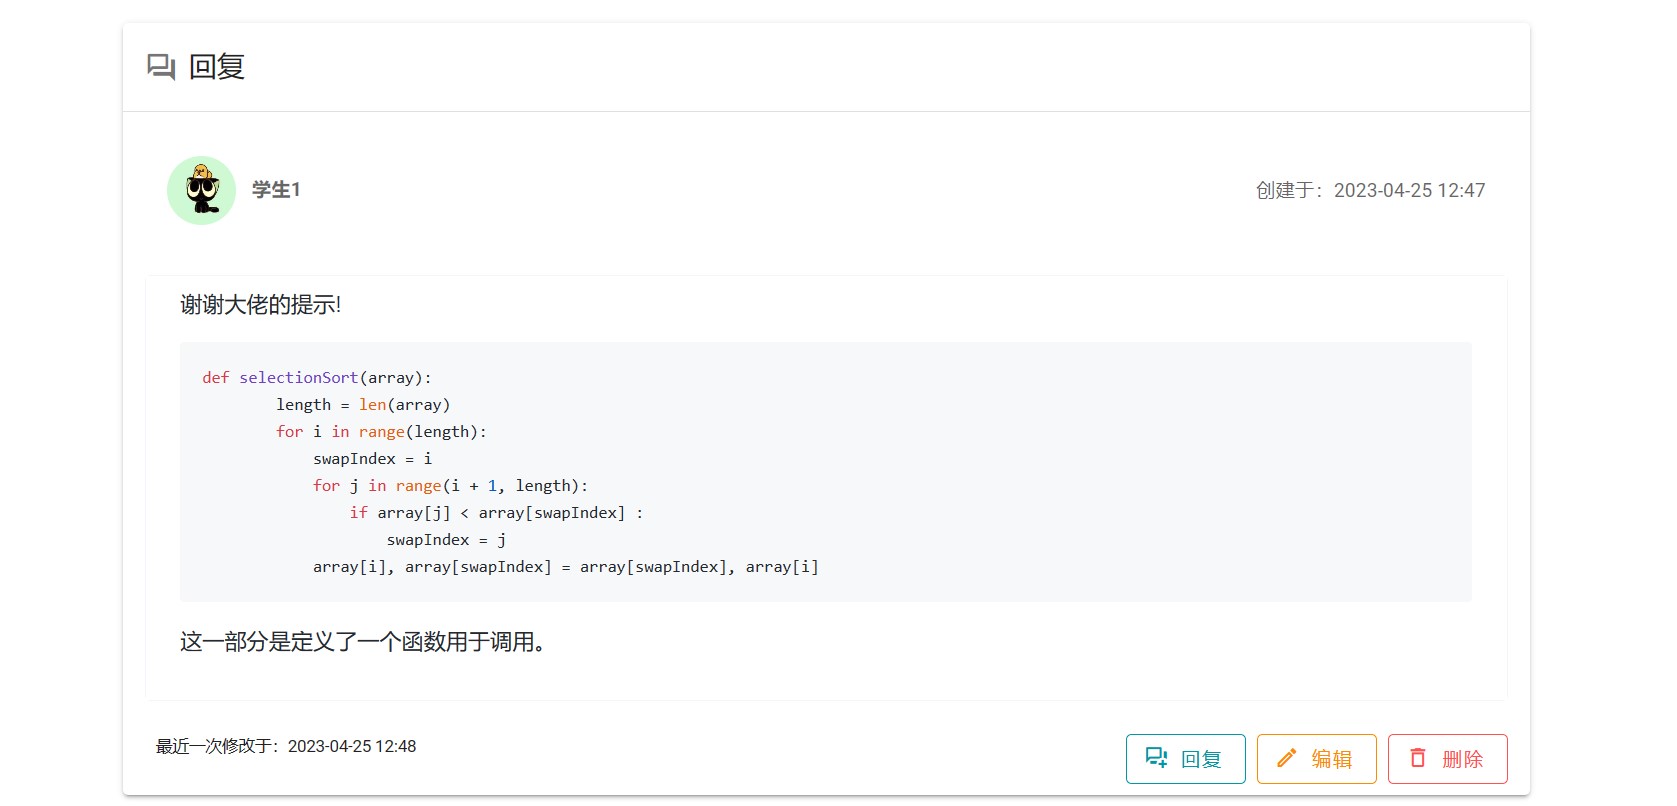 回复
学生1
创建于：2023-04-25 12:47
谢谢大佬的提示!
def selectionSort(array):
        length = len(array)
        for i in range(length):
            swapIndex = i
            for j in range(i + 1, length):
                if array[j] < array[swapIndex] :
                    swapIndex = j
            array[i], array[swapIndex] = array[swapIndex], array[i]
这一部分是定义了一个函数用于调用。
最近一次修改于：2023-04-25 12:48
回复
编辑
删除